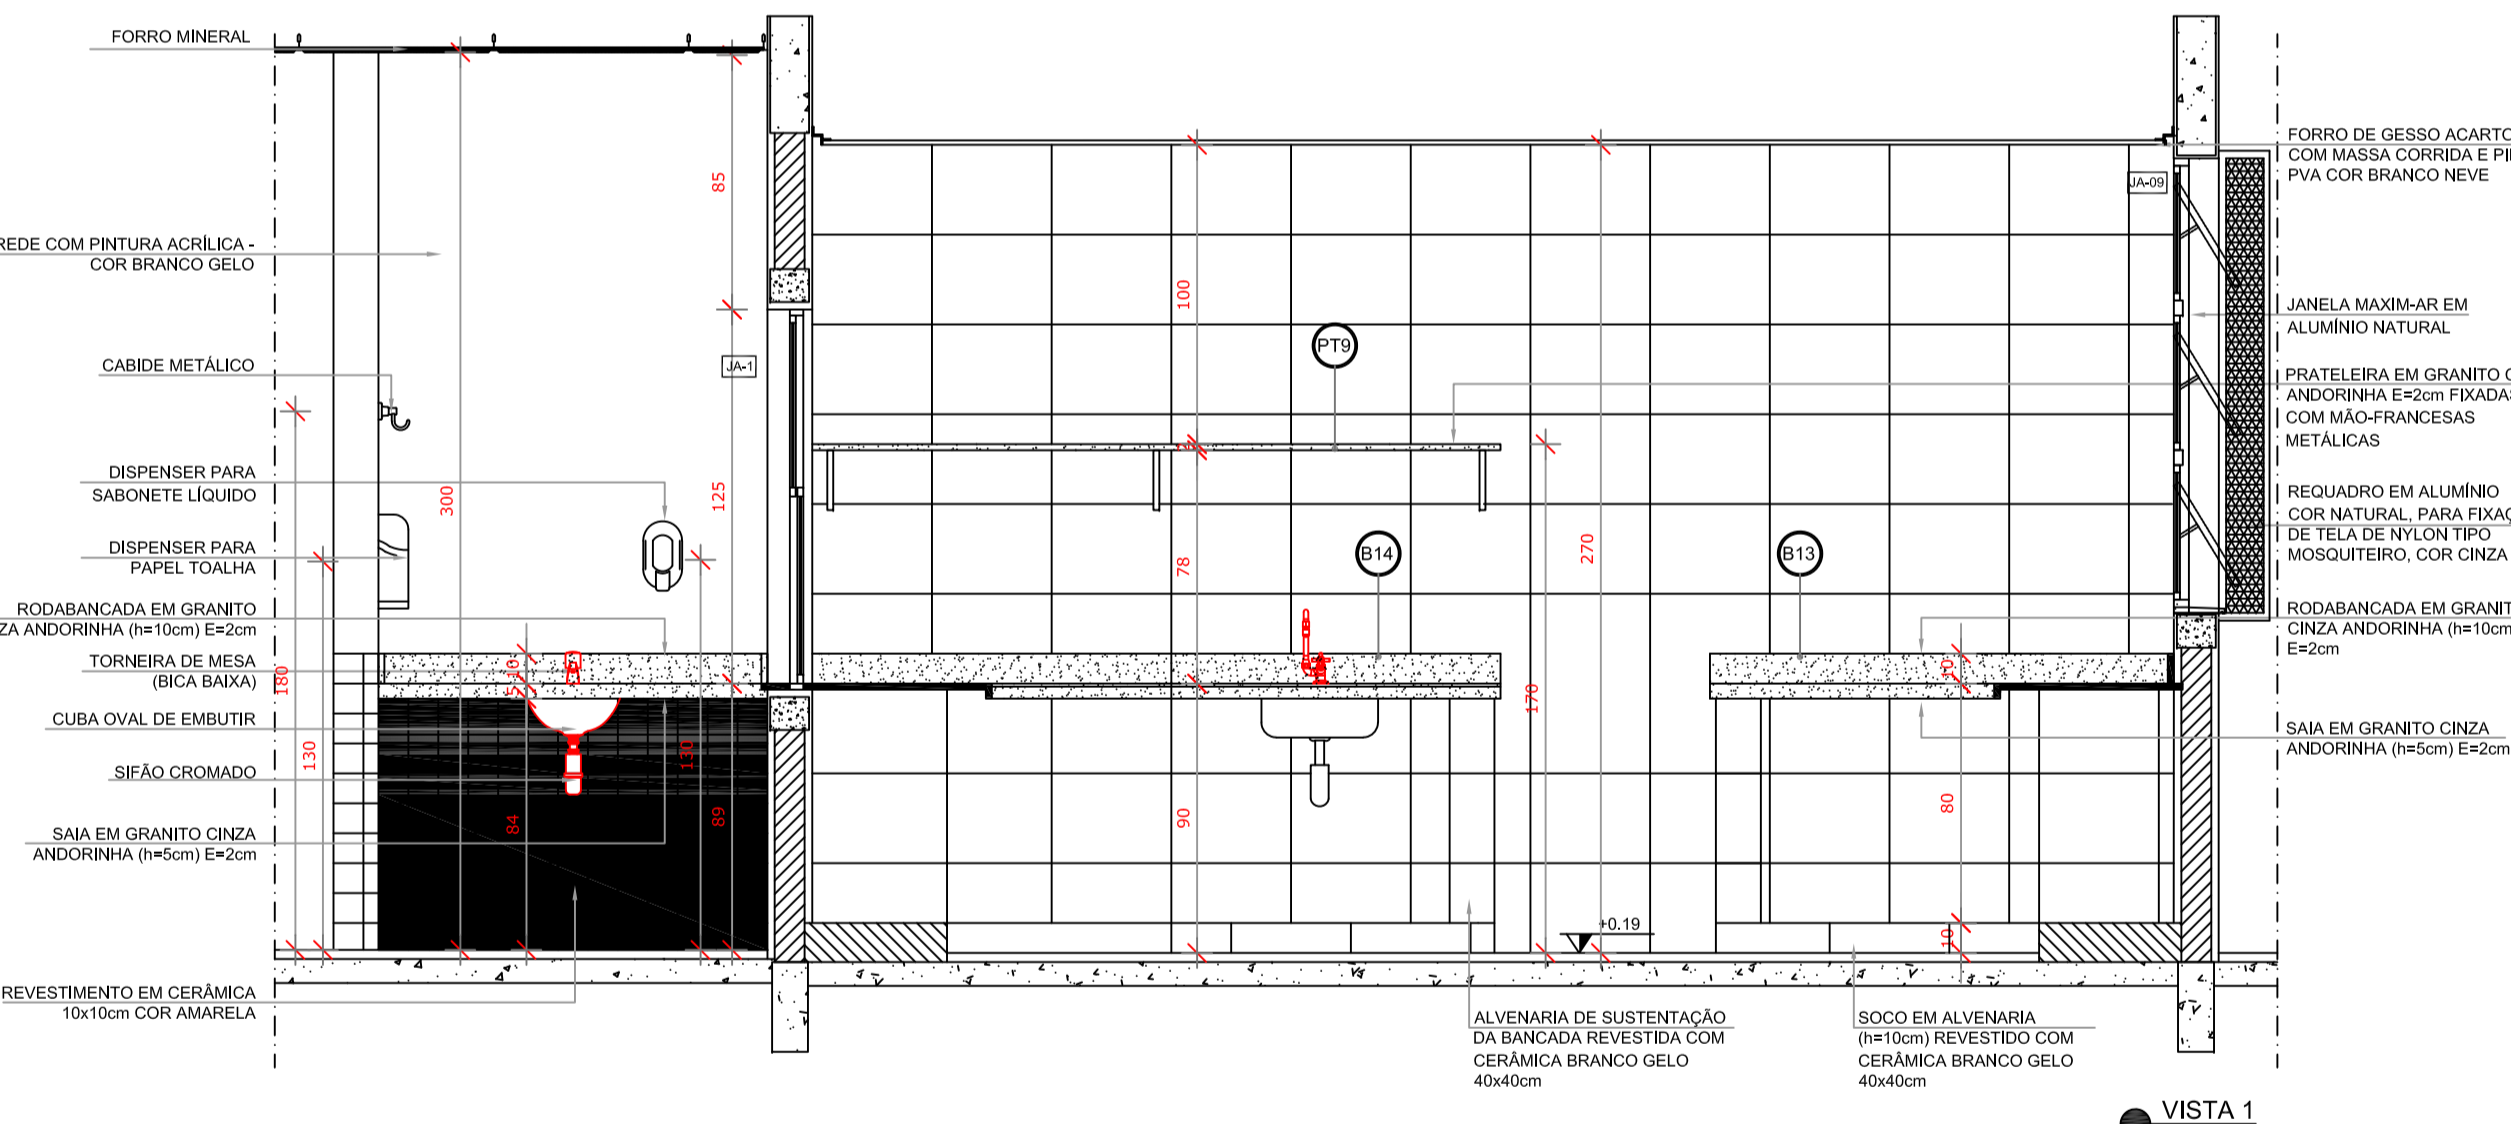 FORRO MINERAL
REDE COM PINTURA ACRÍLICA -
COR BRANCO GELO
CABIDE METÁLICO
DISPENSER PARA
SABONETE LÍQUIDO
DISPENSER PARA
PAPEL TOALHA
RODABANCADA EM GRANITO
ZA ANDORINHA (h=10cm) E=2cm
TORNEIRA DE MESA
(BICA BAIXA)
CUBA OVAL DE EMBUTIR
SIFÃO CROMADO
SAIA EM GRANITO CINZA
ANDORINHA (h=5cm) E=2cm
REVESTIMENTO EM CERÂMICA
10x10cm COR AMARELA
180
130
300
10
5
84
130
85
125
89
JA-1
100
2
78
90
PT9
B14
170
270
B13
+0.19
10
80
10
JA-09
FORRO DE GESSO ACARTO
COM MASSA CORRIDA E PI
PVA COR BRANCO NEVE
JANELA MAXIM-AR EM
ALUMÍNIO NATURAL
PRATELEIRA EM GRANITO C
ANDORINHA E=2cm FIXADAS
COM MÃO-FRANCESAS
METÁLICAS
REQUADRO EM ALUMÍNIO
COR NATURAL, PARA FIXAÇ
DE TELA DE NYLON TIPO
MOSQUITEIRO, COR CINZA
RODABANCADA EM GRANIT
CINZA ANDORINHA (h=10cm
E=2cm
SAIA EM GRANITO CINZA
ANDORINHA (h=5cm) E=2cm
ALVENARIA DE SUSTENTAÇÃO
DA BANCADA REVESTIDA COM
CERÂMICA BRANCO GELO
40x40cm
SOCO EM ALVENARIA
(h=10cm) REVESTIDO COM
CERÂMICA BRANCO GELO
40x40cm
VISTA 1